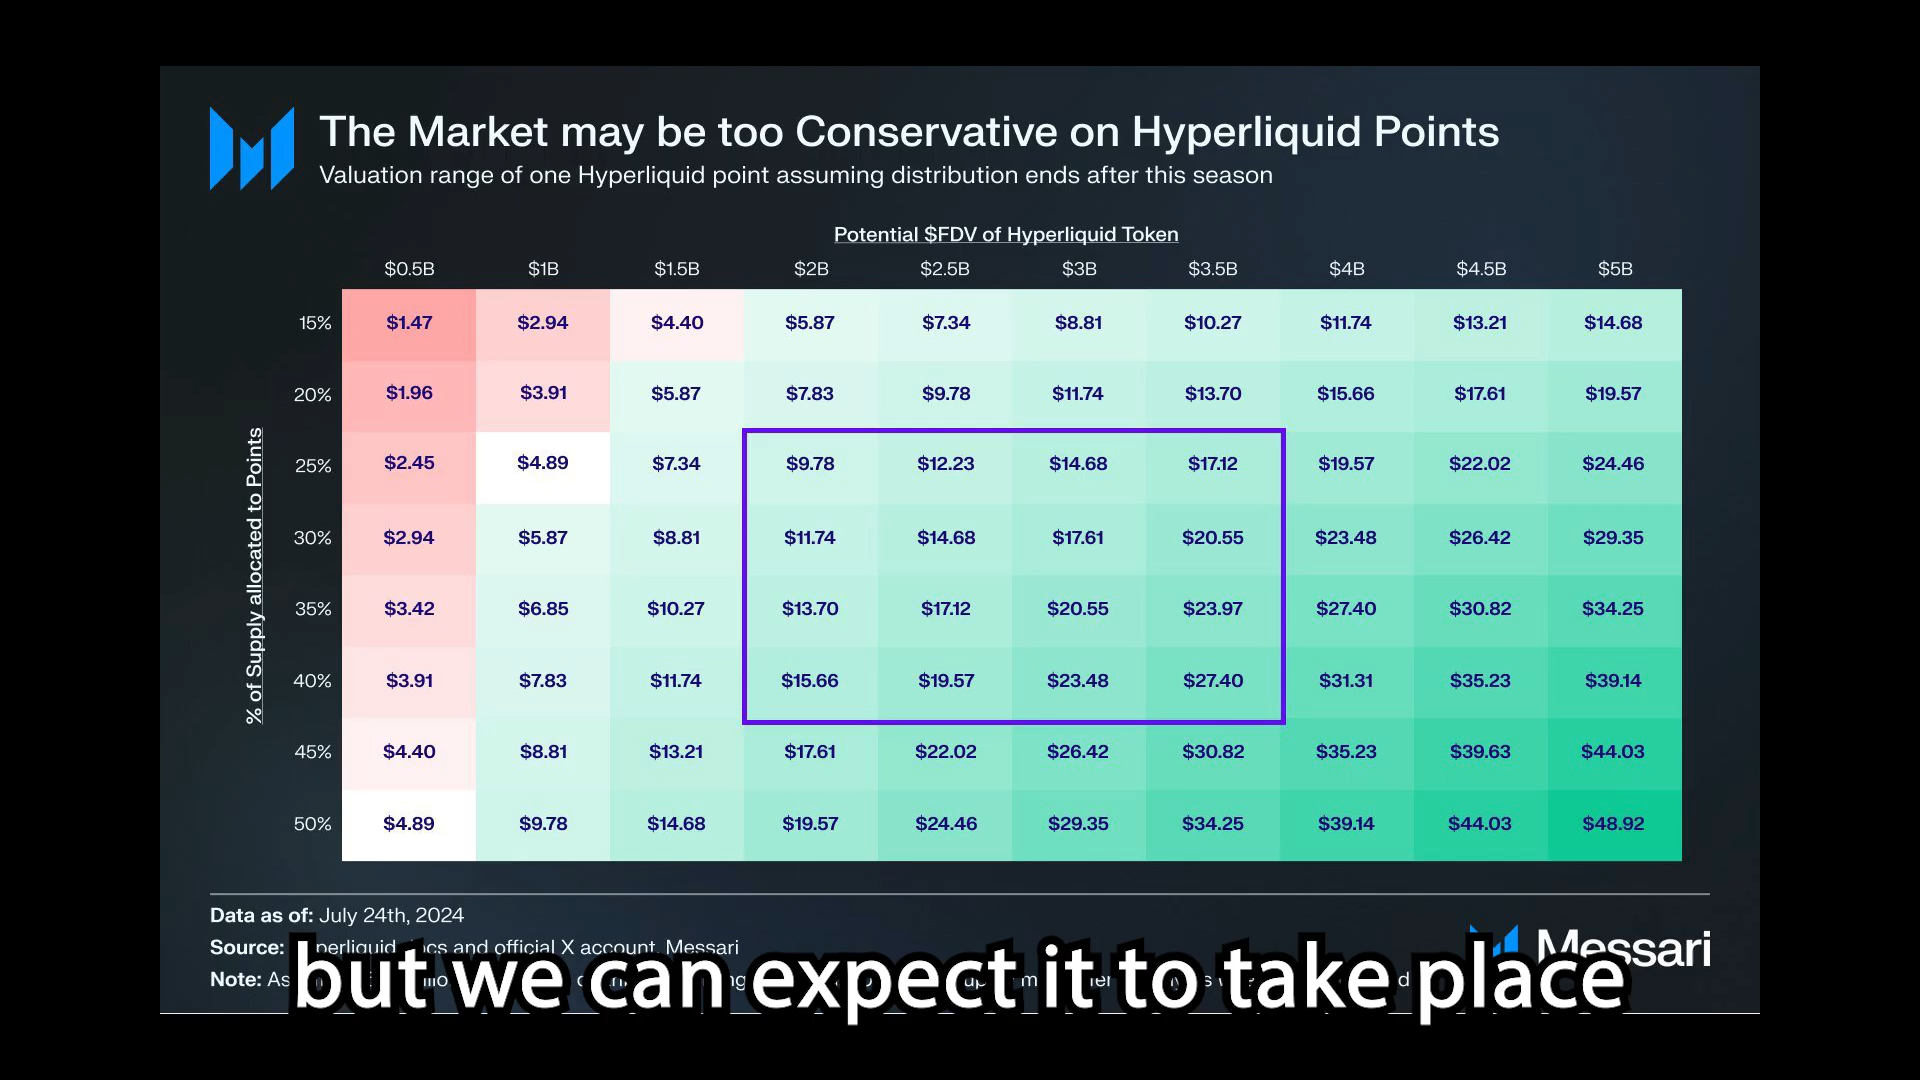 The Market may be too Conservative on Hyperliquid Points
Valuation range of one Hyperliquid point assuming distribution ends after this season
Potential $FDV of Hyperliquid Token
$0.5B $1B $1.5B $2B $2.5B $3B $3.5B $4B $4.5B $5B
% of Supply allocated to Points
15% $1.47 $2.94 $4.40 $5.87 $7.34 $8.81 $10.27 $11.74 $13.21 $14.68
20% $1.96 $3.91 $5.87 $7.83 $9.78 $11.74 $13.70 $15.66 $17.61 $19.57
25% $2.45 $4.89 $7.34 $9.78 $12.23 $14.68 $17.12 $19.57 $22.02 $24.46
30% $2.94 $5.87 $8.81 $11.74 $14.68 $17.61 $20.55 $23.48 $26.42 $29.35
35% $3.42 $6.85 $10.27 $13.70 $17.12 $20.55 $23.97 $27.40 $30.82 $34.25
40% $3.91 $7.83 $11.74 $15.66 $19.57 $23.48 $27.40 $31.31 $35.23 $39.14
45% $4.40 $8.81 $13.21 $17.61 $22.02 $26.42 $30.82 $35.23 $39.63 $44.03
50% $4.89 $9.78 $14.68 $19.57 $24.46 $29.35 $34.25 $39.14 $44.03 $48.92
Data as of: July 24th, 2024
Source: and official X account, Messari
Note:
Messari
but we can expect it to take place